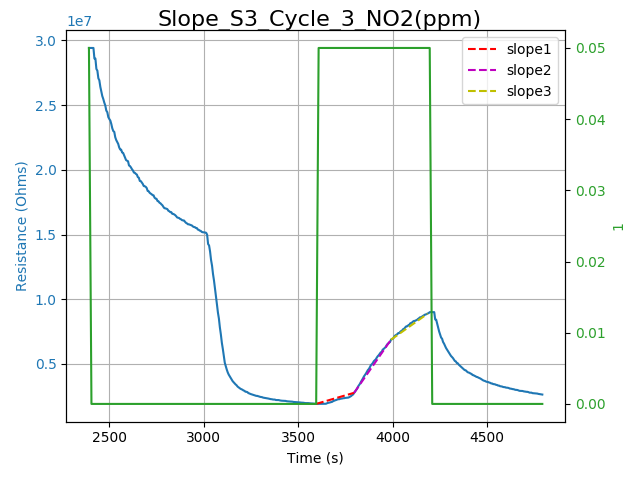 Slope_S3_Cycle_3_NO2(ppm)
1e7
3.0
2.5
2.0
1.5
1.0
0.5
Resistance (Ohms)
2500 3000 3500 4000 4500
Time (s)
0.05
0.04
0.03
0.02
0.01
0.00
1
slope1
slope2
slope3